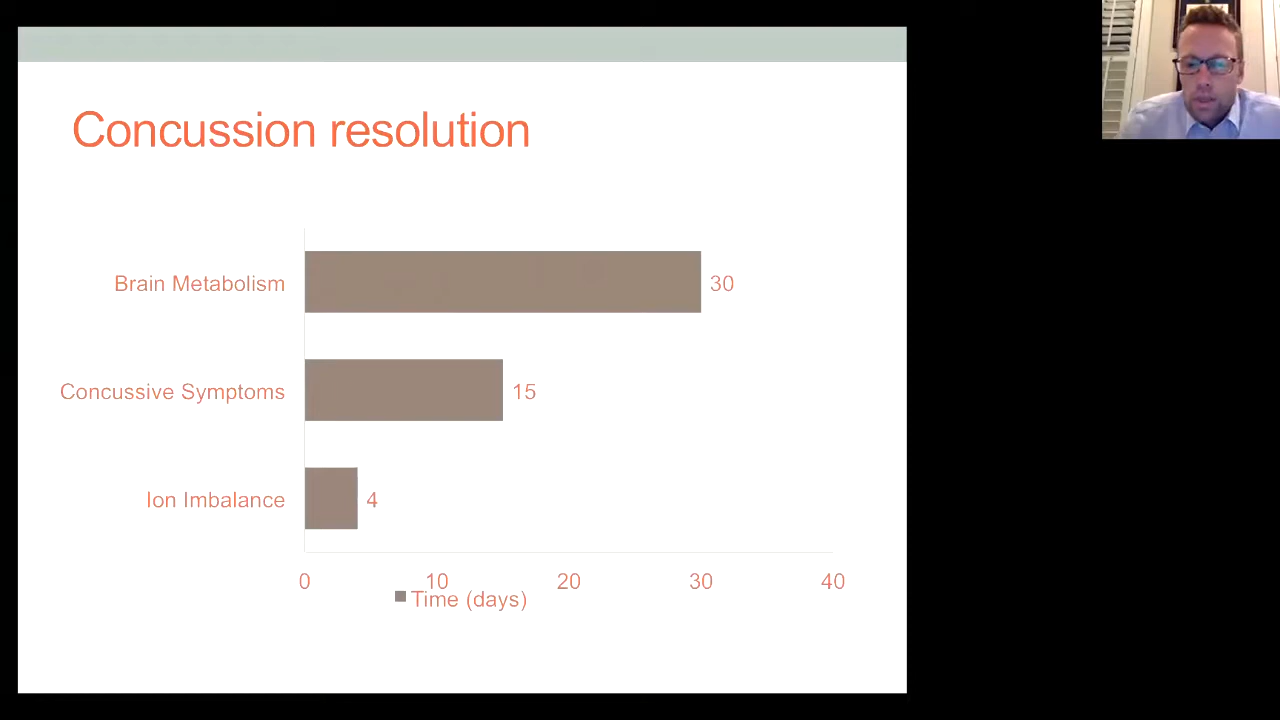 Concussion resolution
Brain Metabolism 30
Concussive Symptoms 15
Ion Imbalance 4
0 10 20 30 40
Time (days)